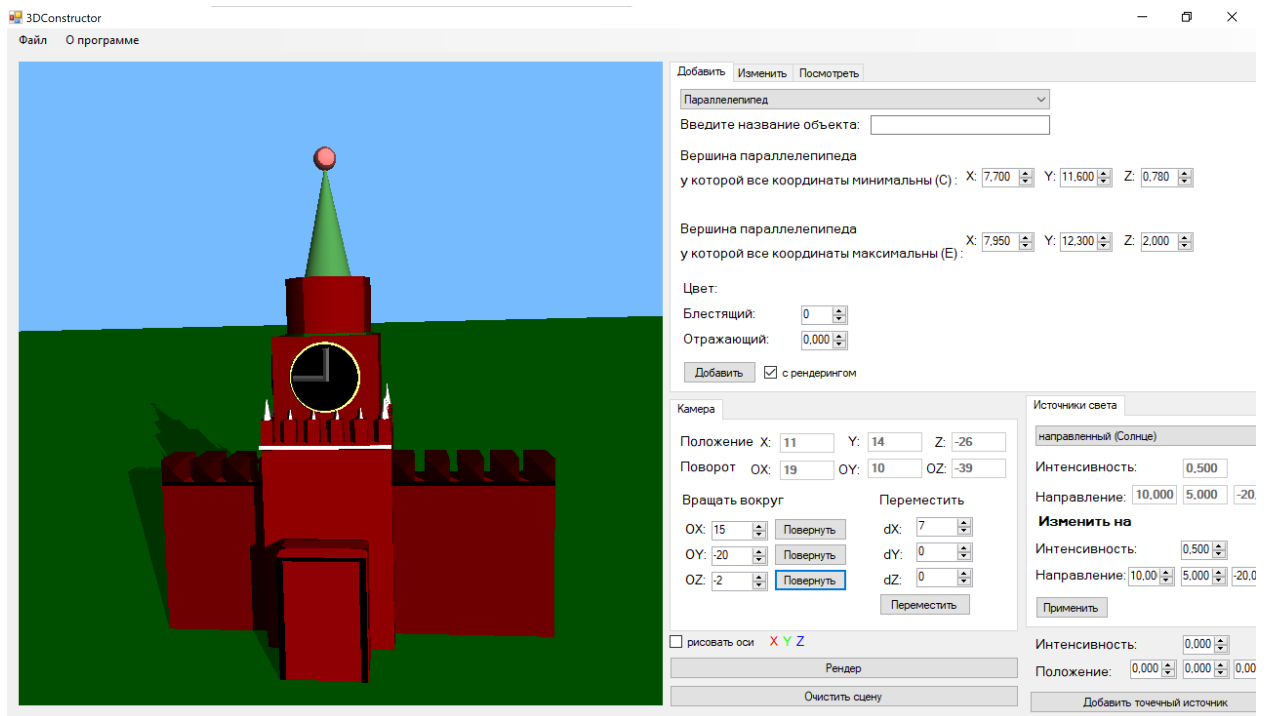 3DConstructor
Файл О программе
Добавить Изменить Посмотреть
Параллелепипед
Введите название объекта:
Вершина параллелепипеда
у которой все координаты минимальны (C) : X: 7,700 Y: 11,600 Z: 0,780
Вершина параллелепипеда
у которой все координаты максимальны (E) : X: 7,950 Y: 12,300 Z: 2,000
Цвет:
Блестящий: 0
Отражающий: 0,000
Добавить с рендерингом
Камера
Положение X: 11 Y: 14 Z: -26
Поворот OX: 19 OY: 10 OZ: -39
Вращать вокруг Переместить
OX: 15 Повернуть dX: 7
OY: -20 Повернуть dY: 0
OZ: -2 Повернуть dZ: 0
Переместить
рисовать оси X Y Z
Рендер
Очистить сцену
Источники света
направленный (Солнце)
Интенсивность: 0,500
Направление: 10,000 5,000 -20,
Изменить на
Интенсивность: 0,500
Направление: 10,00 5,000 -20,0
Применить
Интенсивность: 0,000
Положение: 0,000 0,000 0,00
Добавить точечный источник